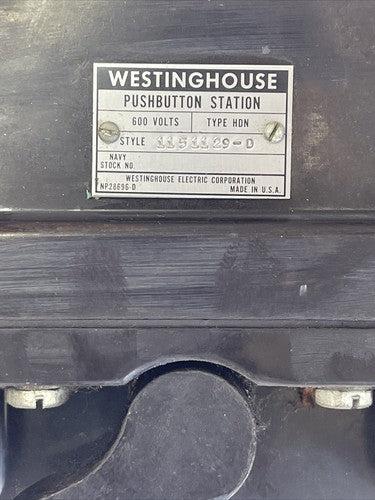 WESTINGHOUSE
PUSHBUTTON STATION
600 VOLTS TYPE HDN
STYLE 1151129-D
NAVY
STOCK NO.
WESTINGHOUSE ELECTRIC CORPORATION
NP28696-D MADE IN U.S.A.